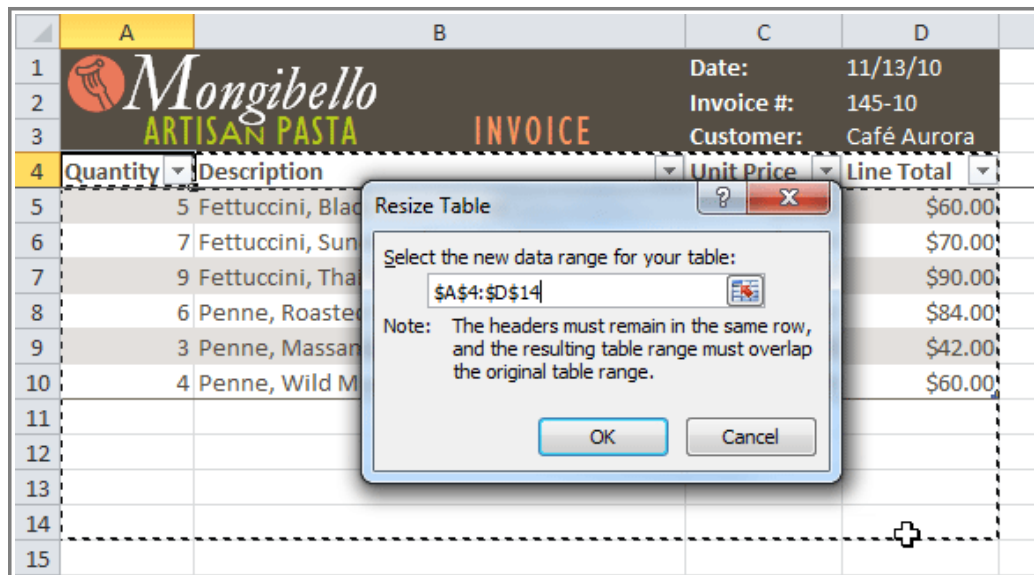 A B C D
1 Mongibello Date: 11/13/10
2 Invoice #: 145-10
3 ARTISAN PASTA INVOICE Customer: Café Aurora
4 Quantity Description Unit Price Line Total
5 5 Fettuccini, Blac $60.00
6 7 Fettuccini, Sun $70.00
7 9 Fettuccini, Thai $90.00
8 6 Penne, Roasted $84.00
9 3 Penne, Massam $42.00
10 4 Penne, Wild M $60.00
11
12
13
14
15
Resize Table
?
Select the new data range for your table:
$A$4:$D$14
Note: The headers must remain in the same row,
and the resulting table range must overlap
the original table range.
OK Cancel